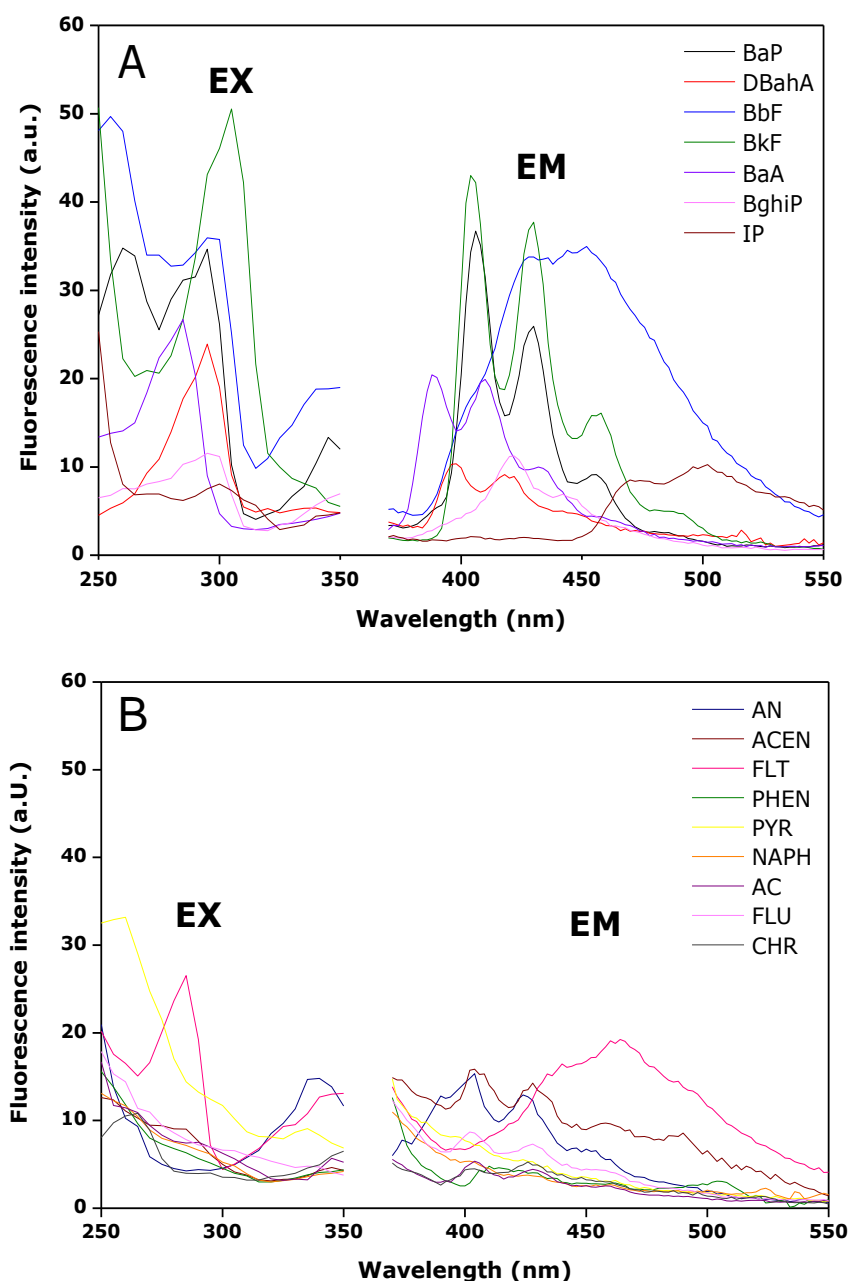 A
EX
EM
BaP
DBahA
BbF
BkF
BaA
BghiP
IP
Fluorescence intensity (a.u.)
60
50
40
30
20
10
0
250 300 350 400 450 500 550
Wavelength (nm)
B
EX
EM
AN
ACEN
FLT
PHEN
PYR
NAPH
AC
FLU
CHR
Fluorescence intensity (a.U.)
60
50
40
30
20
10
0
250 300 350 400 450 500 550
Wavelength (nm)